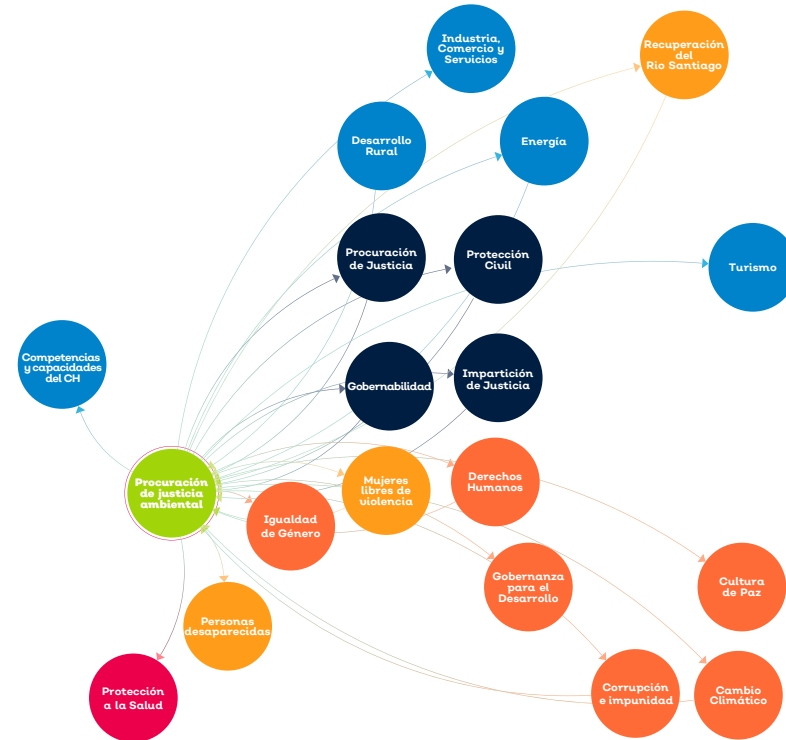 Industria,
Comercio y
Servicios
Recuperación
del
Rio Santiago
Desarrollo
Rural
Energía
Procuración
de Justicia
Protección
Civil
Turismo
Competencias
y capacidades
del CH
Gobernabilidad
Impartición
de Justicia
Procuración
de justicia
ambiental
Mujeres
libres de
violencia
Derechos
Humanos
Igualdad
de Género
Gobernanza
para el
Desarrollo
Cultura
de Paz
Personas
desaparecidas
Protección
a la Salud
Corrupción
e impunidad
Cambio
Climático